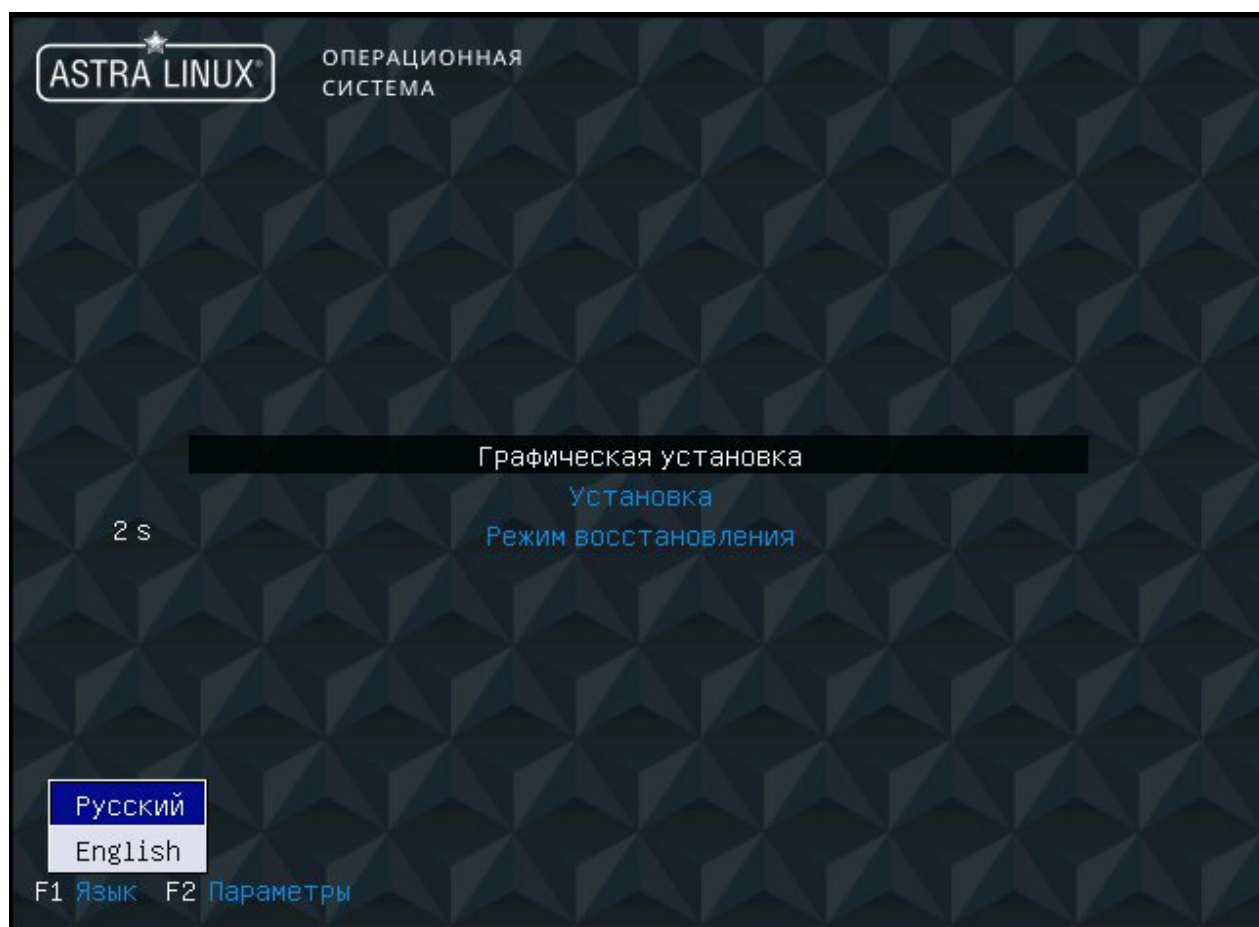 ASTRA LINUX®
ОПЕРАЦИОННАЯ
СИСТЕМА
Графическая установка
Установка
2 s
Режим восстановления
Русский
English
F1 Язык F2 Параметры